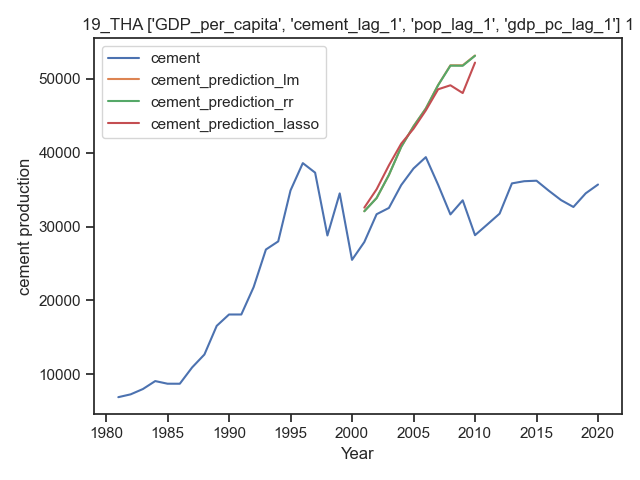 19_THA ['GDP_per_capita', 'cement_lag_1', 'pop_lag_1', 'gdp_pc_lag_1'] 1
cement
cement_prediction_lm
cement_prediction_rr
cement_prediction_lasso
50000
40000
30000
20000
10000
cement production
1980 1985 1990 1995 2000 2005 2010 2015 2020
Year